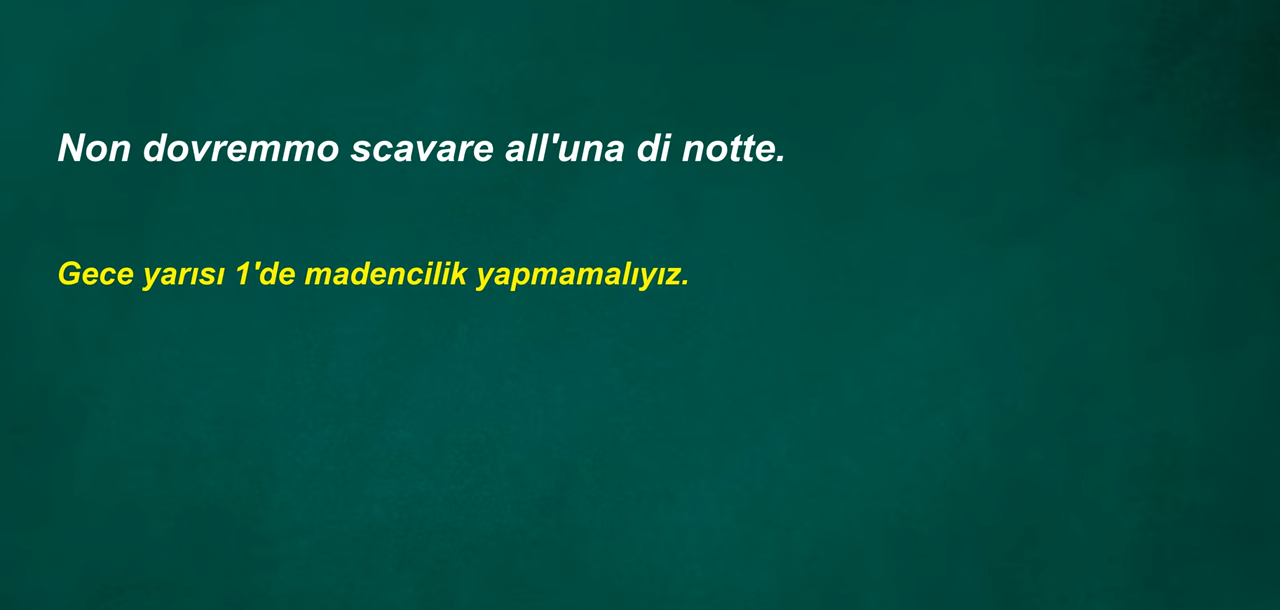 Non dovremmo scavare all'una di notte.
Gece yarısı 1'de madencilik yapmamalıyız.